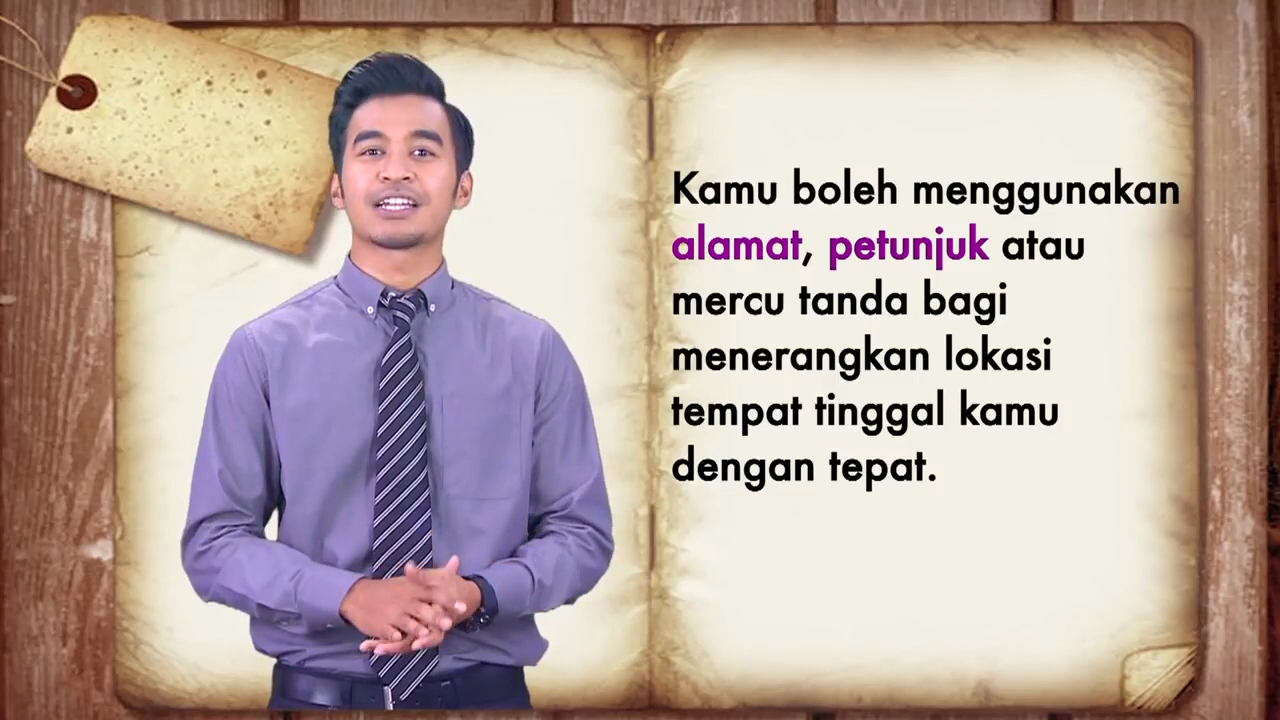 Kamu boleh menggunakan
alamat, petunjuk atau
mercu tanda bagi
menerangkan lokasi
tempat tinggal kamu
dengan tepat.